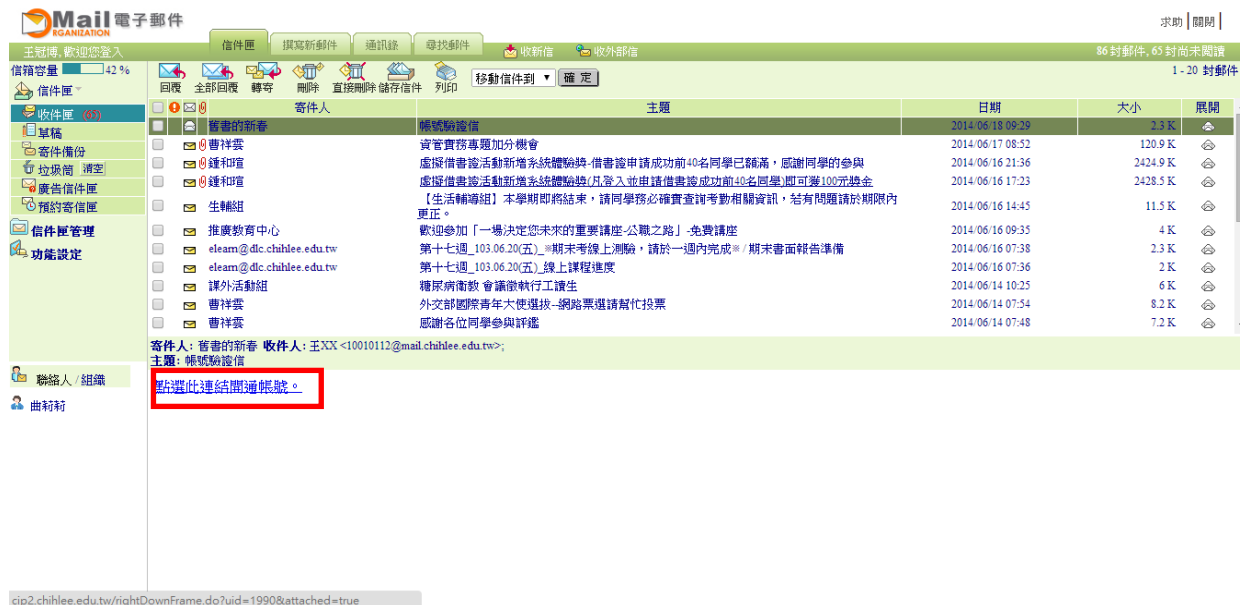 Mail 電子郵件
RGANIZATION
求助 | 關閉 |
王冠博, 歡迎您登入
信件匣 撰寫新郵件 通訊錄 尋找郵件 收新信 收外部信
86 封郵件, 65 封尚未閱讀
信箱容量 42 %
信件匣
收件匣 (65)
草稿
寄件備份
垃圾筒 清空
廣告信件匣
預約寄信匣
信件匣管理
功能設定
聯絡人 / 組織
曲莉莉
回覆 全部回覆 轉寄 刪除 直接刪除 儲存信件 列印 移動信件到 ▼ 確 定
1 - 20 封郵件
寄件人 主題 日期 大小 展開
舊書的新春 帳號驗證信 2014/06/18 09:29 2.3 K
曹祥雲 資管實務專題加分機會 2014/06/17 08:52 120.9 K
鍾和瑄 虛擬借書證活動新增系統體驗獎-借書證申請成功前40名同學已額滿，感謝同學的參與 2014/06/16 21:36 2424.9 K
鍾和瑄 虛擬借書證活動新增系統體驗獎(凡登入並申請借書證成功前40名同學)即可獲100元獎金 2014/06/16 17:23 2428.5 K
生輔組 【生活輔導組】本學期即將結束，請同學務必確實查詢考勤相關資訊，若有問題請於期限內
更正。 2014/06/16 14:45 11.5 K
推廣教育中心 歡迎參加「一場決定您未來的重要講座-公職之路」-免費講座 2014/06/16 09:35 4 K
elearn@dlc.chihlee.edu.tw 第十七週_103.06.20(五)_※期末考線上測驗，請於一週內完成※ / 期末書面報告準備 2014/06/16 07:38 2.3 K
elearn@dlc.chihlee.edu.tw 第十七週_103.06.20(五)_線上課程進度 2014/06/16 07:36 2 K
課外活動組 糖尿病衛教 會議徵執行工讀生 2014/06/14 10:25 6 K
曹祥雲 外交部國際青年大使選拔--網路票選請幫忙投票 2014/06/14 07:54 8.2 K
曹祥雲 感謝各位同學參與評鑑 2014/06/14 07:48 7.2 K
寄件人: 舊書的新春 收件人: 王XX <10010112@mail.chihlee.edu.tw>;
主題: 帳號驗證信
點選此連結開通帳號。
cip2.chihlee.edu.tw/rightDownFrame.do?uid=1990&attached=true